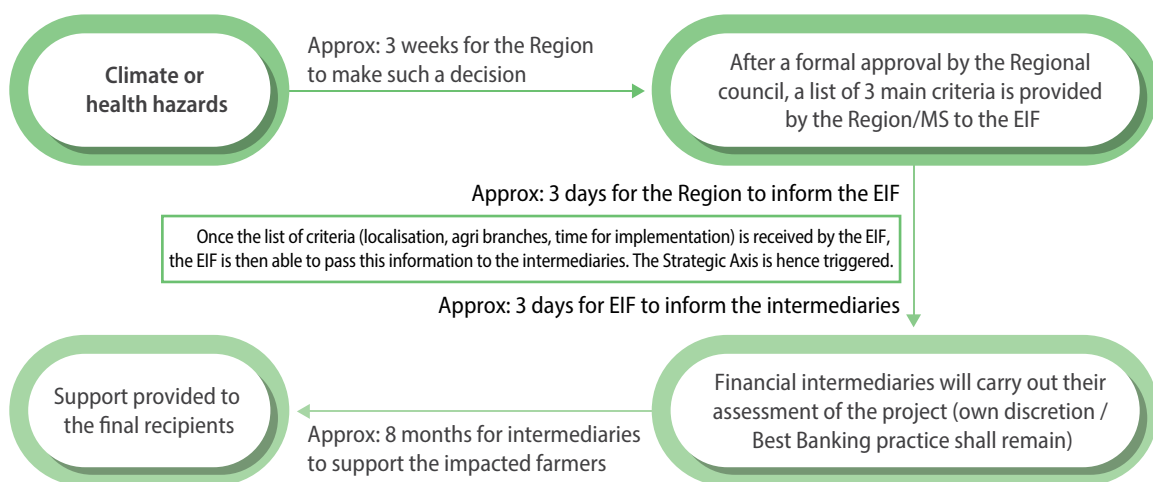 Climate or
health hazards
Approx: 3 weeks for the Region
to make such a decision
After a formal approval by the Regional
council, a list of 3 main criteria is provided
by the Region/MS to the EIF
Approx: 3 days for the Region to inform the EIF
Once the list of criteria (localisation, agri branches, time for implementation) is received by the EIF,
the EIF is then able to pass this information to the intermediaries. The Strategic Axis is hence triggered.
Approx: 3 days for EIF to inform the intermediaries
Financial intermediaries will carry out their
assessment of the project (own discretion /
Best Banking practice shall remain)
Approx: 8 months for intermediaries
to support the impacted farmers
Support provided to
the final recipients